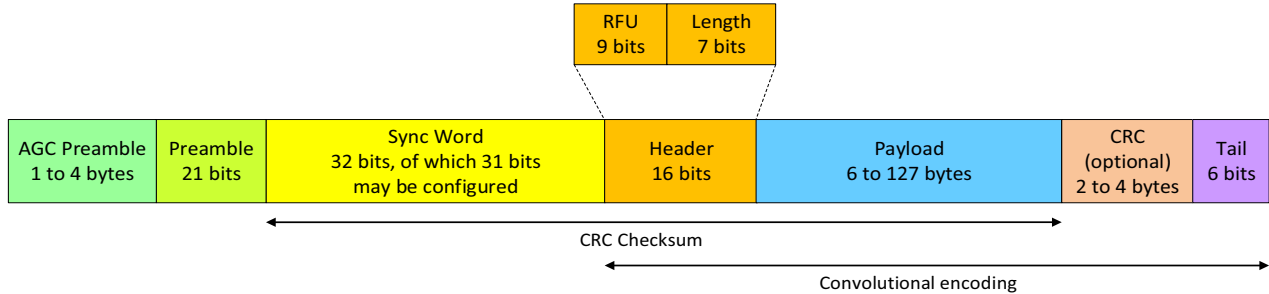 RFU
9 bits
Length
7 bits
AGC Preamble
1 to 4 bytes
Preamble
21 bits
Sync Word
32 bits, of which 31 bits
may be configured
Header
16 bits
Payload
6 to 127 bytes
CRC
(optional)
2 to 4 bytes
Tail
6 bits
CRC Checksum
Convolutional encoding